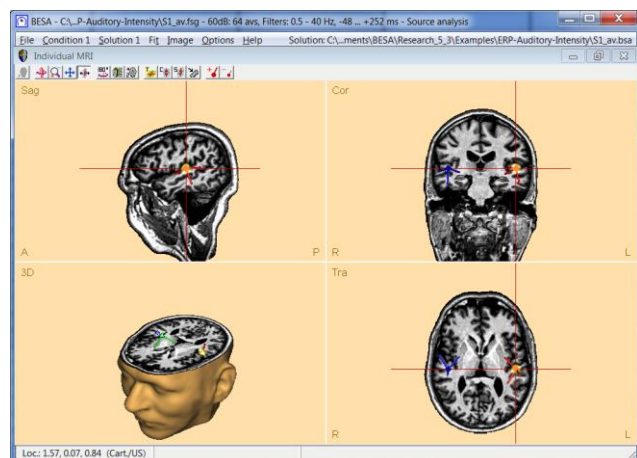 BESA - C:\...P-Auditory-Intensity\S1_av.fsg - 60dB: 64 avs, Filters: 0.5 - 40 Hz, -48 ... +252 ms - Source analysis
File Condition 1 Solution 1 Fit Image Options Help Solution: C:\...ments\BESA\Research_5_3\Examples\ERP-Auditory-Intensity\S1_av.bsa
Individual MRI
Sag
Cor
A P
R L
3D
Tra
R L
Loc.: 1.57, 0.07, 0.84 (Cart./US)